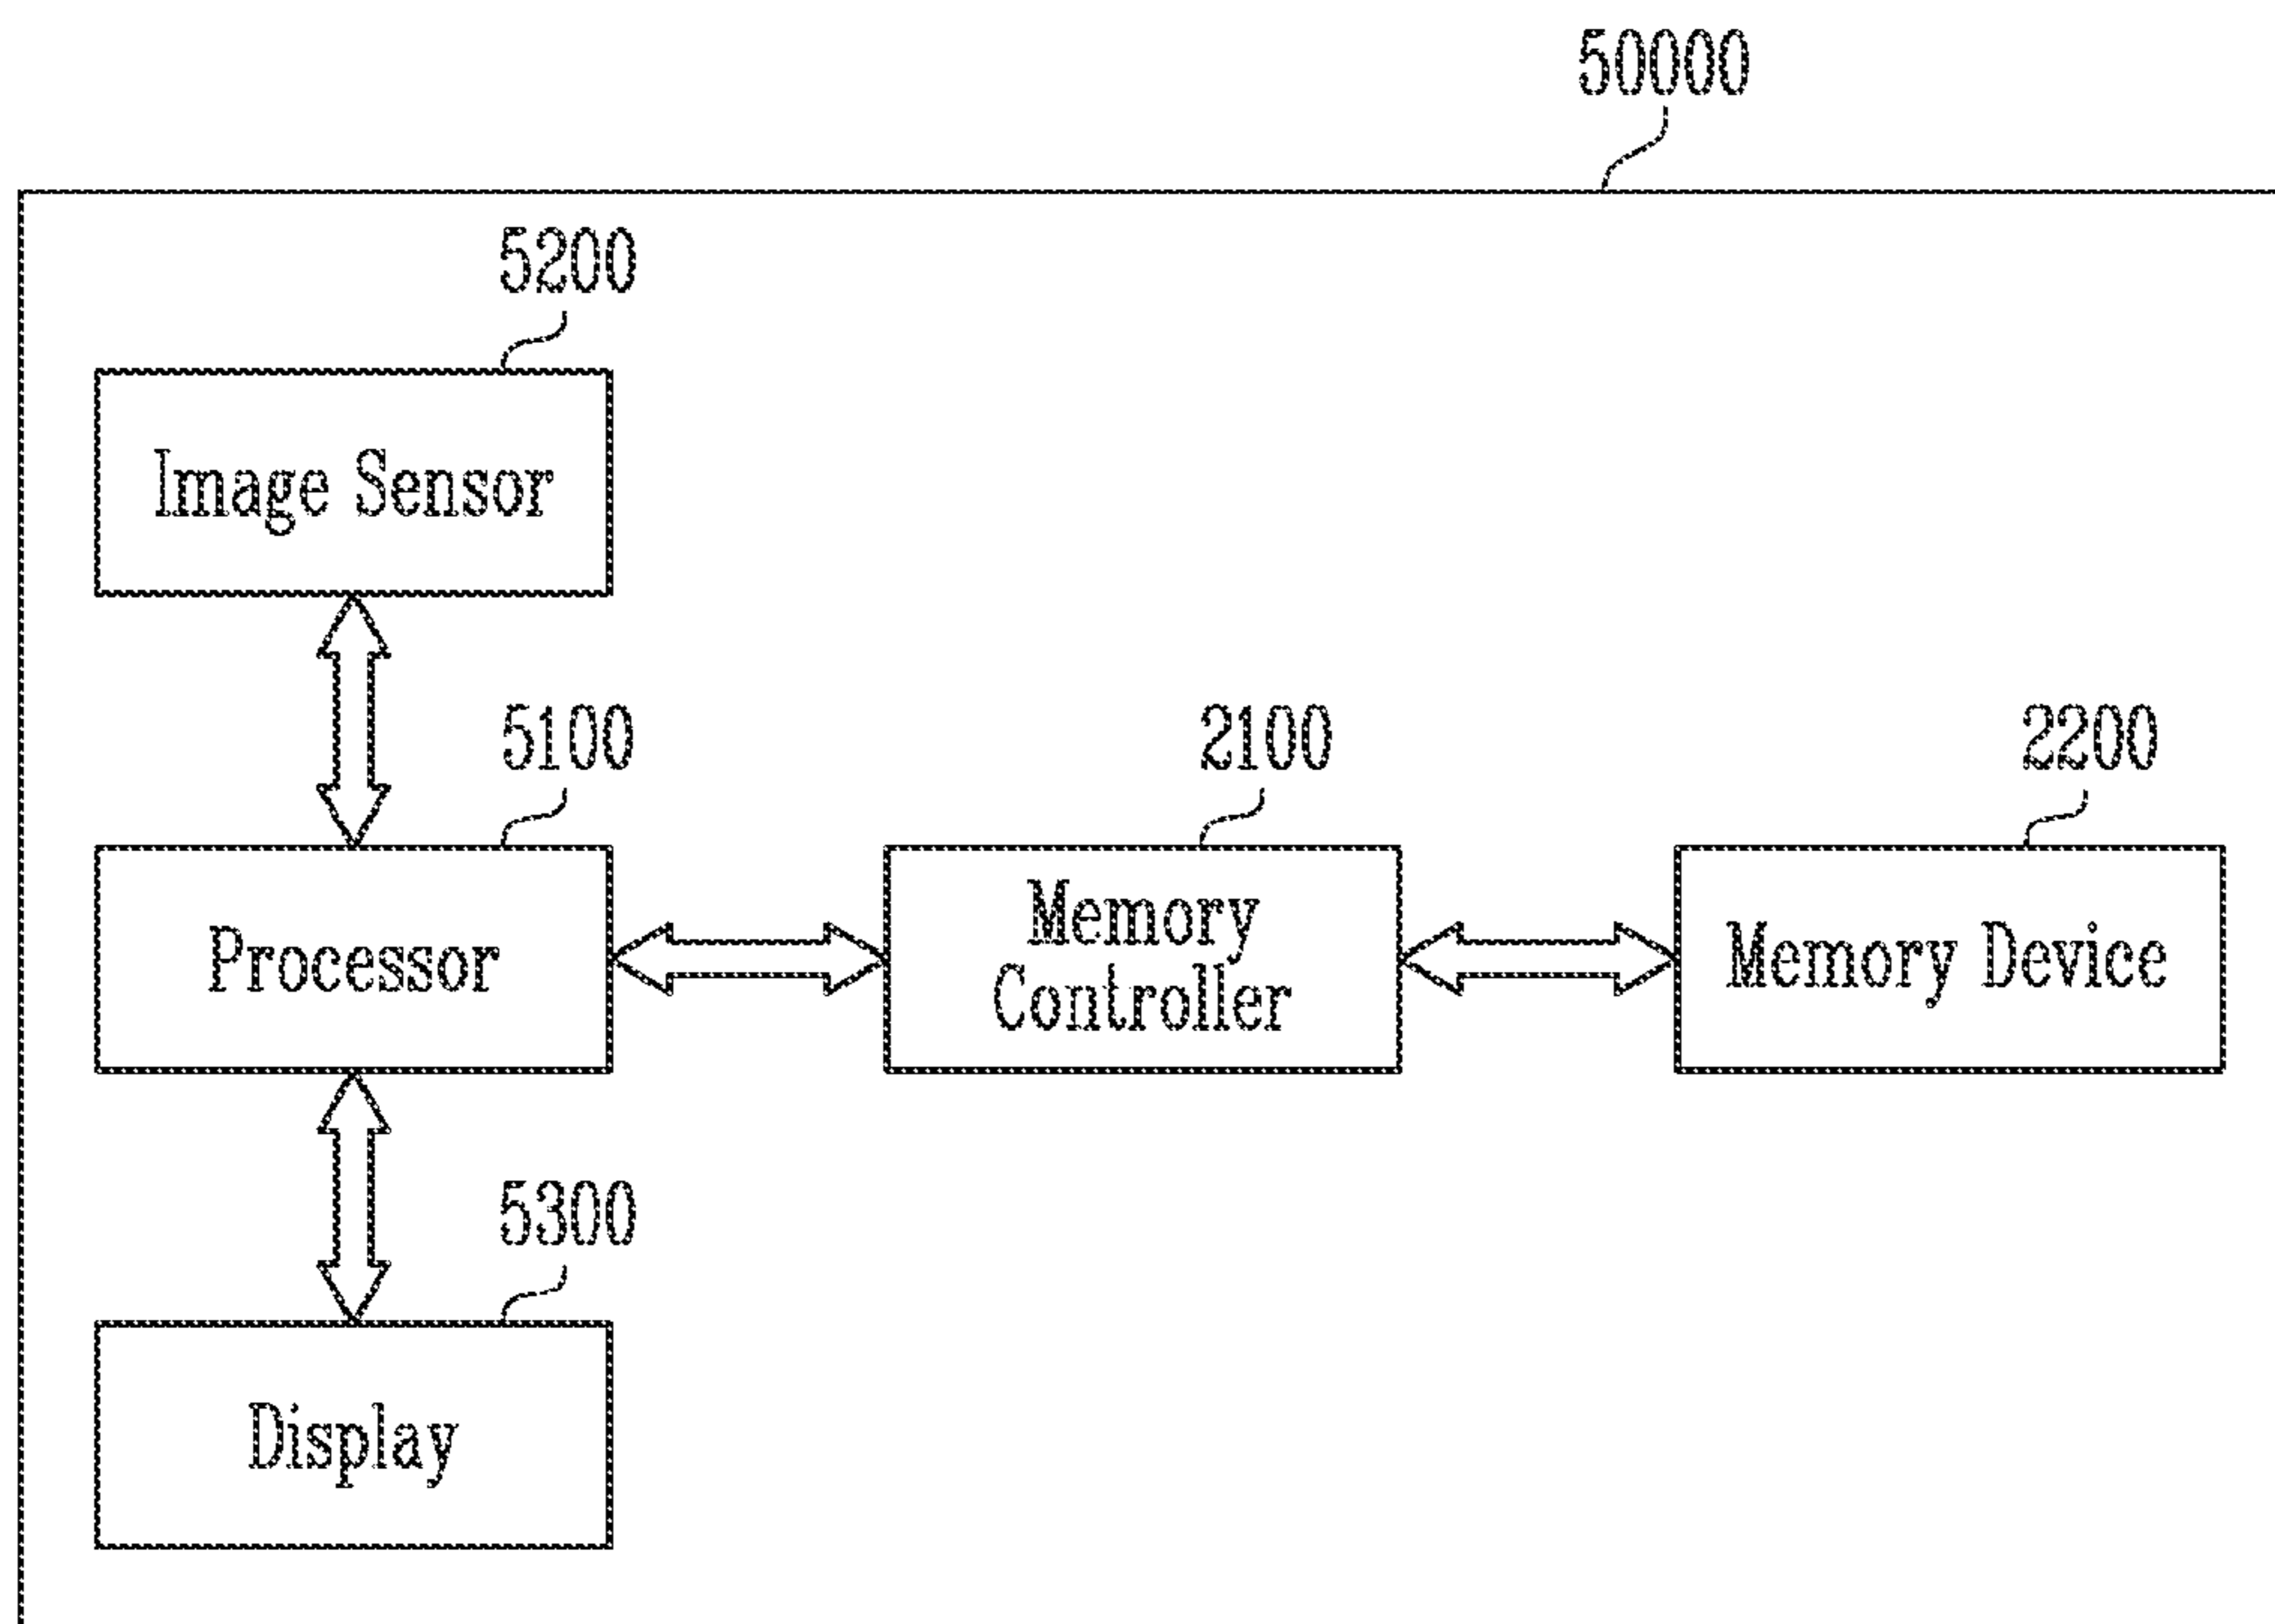 50000
5200
Image Sensor
5100
2100
2200
Processor
Memory
Controller
Memory Device
5300
Display